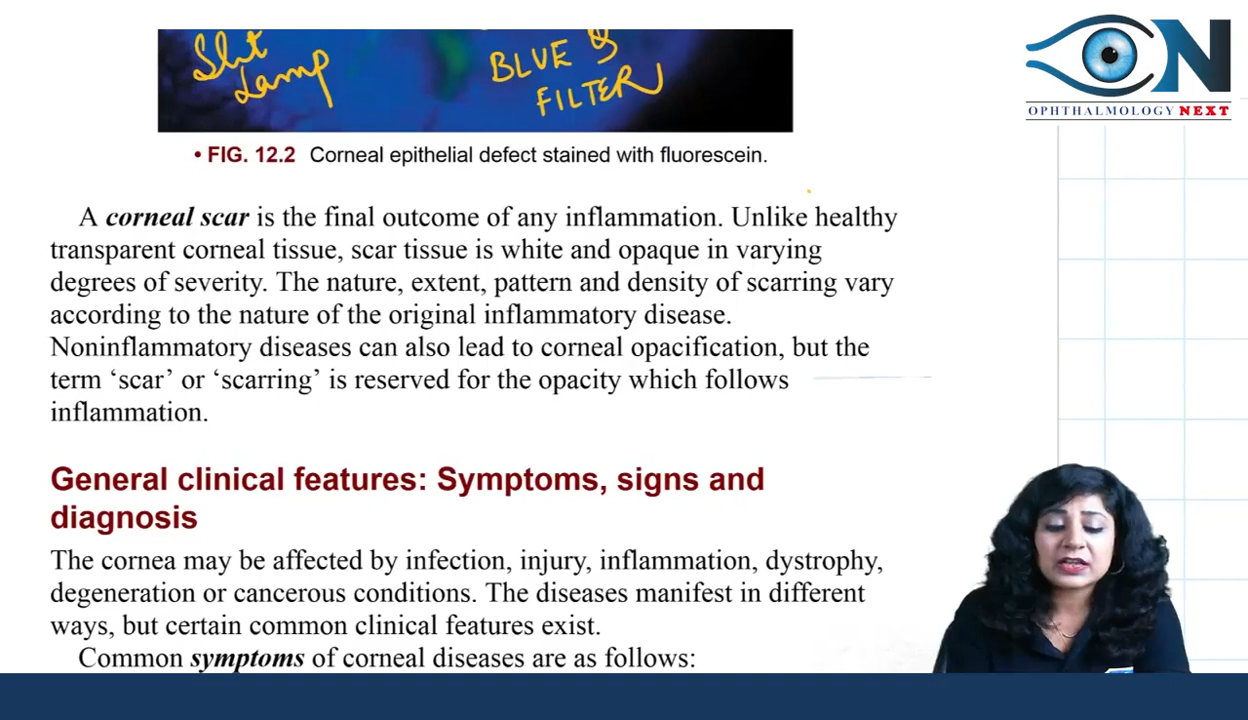 Slit
Lamp
BLUE
FILTER
ON
OPHTHALMOLOGY NEXT
• FIG. 12.2 Corneal epithelial defect stained with fluorescein.
A corneal scar is the final outcome of any inflammation. Unlike healthy
transparent corneal tissue, scar tissue is white and opaque in varying
degrees of severity. The nature, extent, pattern and density of scarring vary
according to the nature of the original inflammatory disease.
Noninflammatory diseases can also lead to corneal opacification, but the
term ‘scar’ or ‘scarring’ is reserved for the opacity which follows
inflammation.
General clinical features: Symptoms, signs and
diagnosis
The cornea may be affected by infection, injury, inflammation, dystrophy,
degeneration or cancerous conditions. The diseases manifest in different
ways, but certain common clinical features exist.
Common symptoms of corneal diseases are as follows: